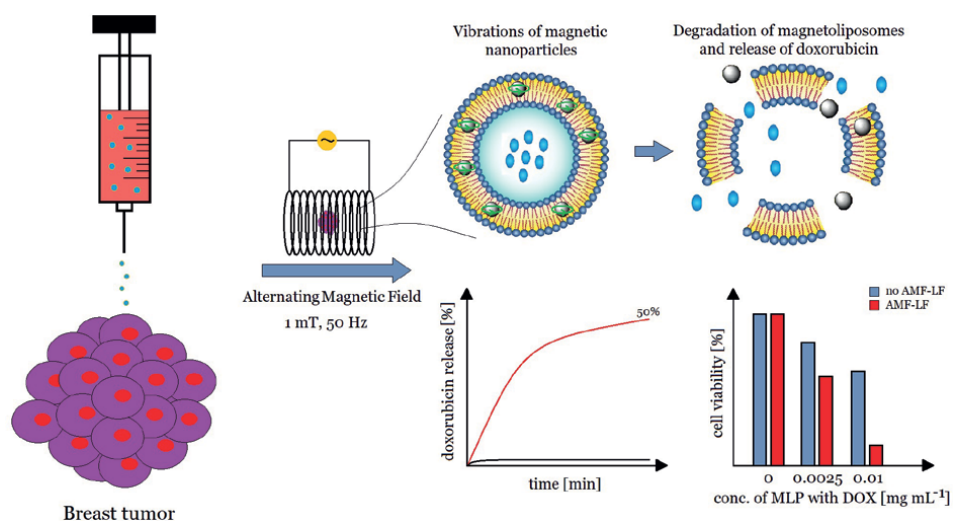 Vibrations of magnetic
nanoparticles
Degradation of magnetoliposomes
and release of doxorubicin
~
Alternating Magnetic Field
1 mT, 50 Hz
Breast tumor
doxorubicin release [%]
50%
time [min]
no AMF-LF
AMF-LF
cell viability [%]
0 0.0025 0.01
conc. of MLP with DOX [mg mL⁻¹]